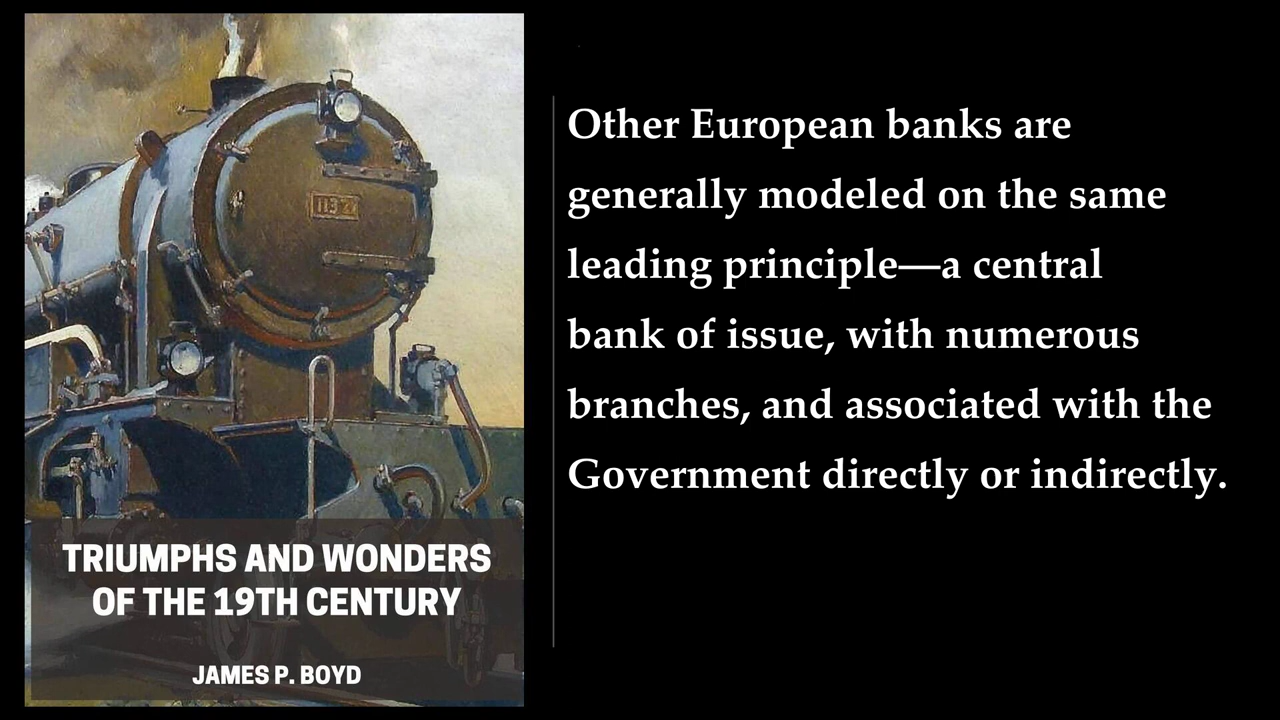 Other European banks are
generally modeled on the same
leading principle—a central
bank of issue, with numerous
branches, and associated with the
Government directly or indirectly.
TRIUMPHS AND WONDERS
OF THE 19TH CENTURY
JAMES P. BOYD